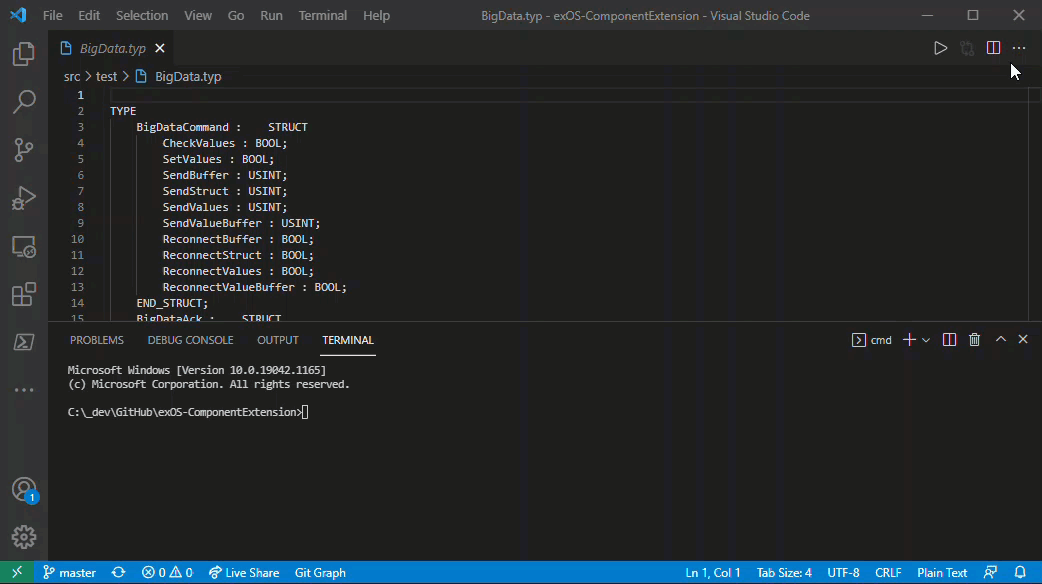 File Edit Selection View Go Run Terminal Help BigData.typ - exOS-ComponentExtension - Visual Studio Code
BigData.typ
src > test > BigData.typ
1
2 TYPE
3 BigDataCommand : STRUCT
4 CheckValues : BOOL;
5 SetValues : BOOL;
6 SendBuffer : USINT;
7 SendStruct : USINT;
8 SendValues : USINT;
9 SendValueBuffer : USINT;
10 ReconnectBuffer : BOOL;
11 ReconnectStruct : BOOL;
12 ReconnectValues : BOOL;
13 ReconnectValueBuffer : BOOL;
14 END_STRUCT;
15 BigDataAck : STRUCT
PROBLEMS DEBUG CONSOLE OUTPUT TERMINAL cmd
Microsoft Windows [Version 10.0.19042.1165]
(c) Microsoft Corporation. All rights reserved.
C:\_dev\GitHub\exOS-ComponentExtension>
1
master 0 0 Live Share Git Graph Ln 1, Col 1 Tab Size: 4 UTF-8 CRLF Plain Text